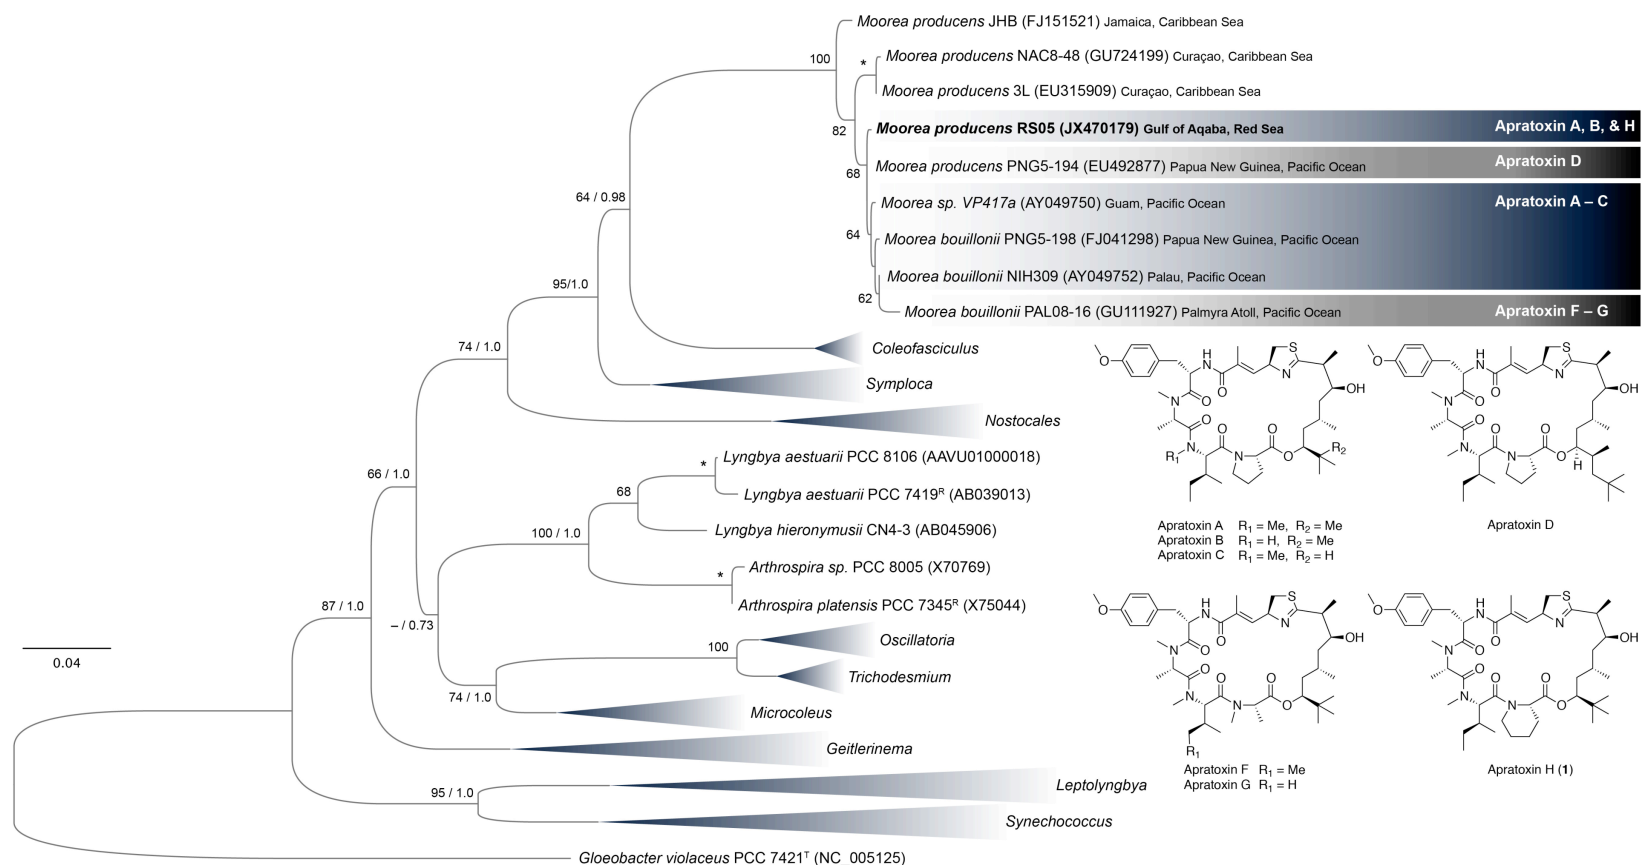 Moorea producens JHB (FJ151521) Jamaica, Caribbean Sea
100
Moorea producens NAC8-48 (GU724199) Curaçao, Caribbean Sea
*
Moorea producens 3L (EU315909) Curaçao, Caribbean Sea
82
Moorea producens RS05 (JX470179) Gulf of Aqaba, Red Sea Apratoxin A, B, & H
Moorea producens PNG5-194 (EU492877) Papua New Guinea, Pacific Ocean Apratoxin D
68
64 / 0.98
Moorea sp. VP417a (AY049750) Guam, Pacific Ocean Apratoxin A – C
64
Moorea bouillonii PNG5-198 (FJ041298) Papua New Guinea, Pacific Ocean
Moorea bouillonii NIH309 (AY049752) Palau, Pacific Ocean
95/1.0
62
Moorea bouillonii PAL08-16 (GU111927) Palmyra Atoll, Pacific Ocean Apratoxin F – G
74 / 1.0
Coleofasciculus
Symploca
Nostocales
66 / 1.0
* Lyngbya aestuarii PCC 8106 (AAVU01000018)
68
Lyngbya aestuarii PCC 7419ᴿ (AB039013)
100 / 1.0
Lyngbya hieronymusii CN4-3 (AB045906)
* Arthrospira sp. PCC 8005 (X70769)
Arthrospira platensis PCC 7345ᴿ (X75044)
87 / 1.0
– / 0.73
100
Oscillatoria
Trichodesmium
74 / 1.0
Microcoleus
Geitlerinema
95 / 1.0
Leptolyngbya
Synechococcus
Gloeobacter violaceus PCC 7421ᵀ (NC_005125)
0.04
O
H
N
O
N
S
OH
N
O
O
N
R₁
O
N
O
O
R₂
Apratoxin A R₁ = Me, R₂ = Me
Apratoxin B R₁ = H, R₂ = Me
Apratoxin C R₁ = Me, R₂ = H
O
H
N
O
N
S
OH
N
O
O
N
O
N
O
O
H
Apratoxin D
O
H
N
O
N
S
OH
N
O
O
N
O
N
O
O
R₁
Apratoxin F R₁ = Me
Apratoxin G R₁ = H
O
H
N
O
N
S
OH
N
O
O
N
O
N
O
O
Apratoxin H (1)